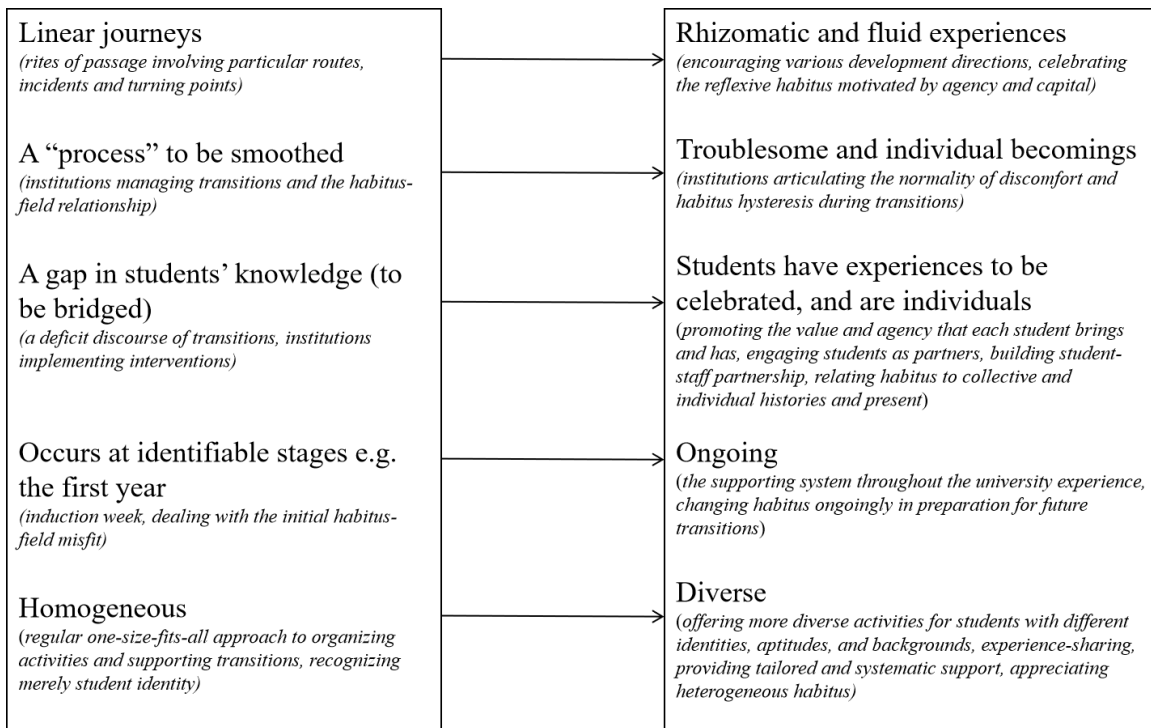 Linear journeys
(rites of passage involving particular routes,
incidents and turning points)
A “process” to be smoothed
(institutions managing transitions and the habitus-
field relationship)
A gap in students’ knowledge (to
be bridged)
(a deficit discourse of transitions, institutions
implementing interventions)
Occurs at identifiable stages e.g.
the first year
(induction week, dealing with the initial habitus-
field misfit)
Homogeneous
(regular one-size-fits-all approach to organizing
activities and supporting transitions, recognizing
merely student identity)
Rhizomatic and fluid experiences
(encouraging various development directions, celebrating
the reflexive habitus motivated by agency and capital)
Troublesome and individual becomings
(institutions articulating the normality of discomfort and
habitus hysteresis during transitions)
Students have experiences to be
celebrated, and are individuals
(promoting the value and agency that each student brings
and has, engaging students as partners, building student-
staff partnership, relating habitus to collective and
individual histories and present)
Ongoing
(the supporting system throughout the university experience,
changing habitus ongoingly in preparation for future
transitions)
Diverse
(offering more diverse activities for students with different
identities, aptitudes, and backgrounds, experience-sharing,
providing tailored and systematic support, appreciating
heterogeneous habitus)